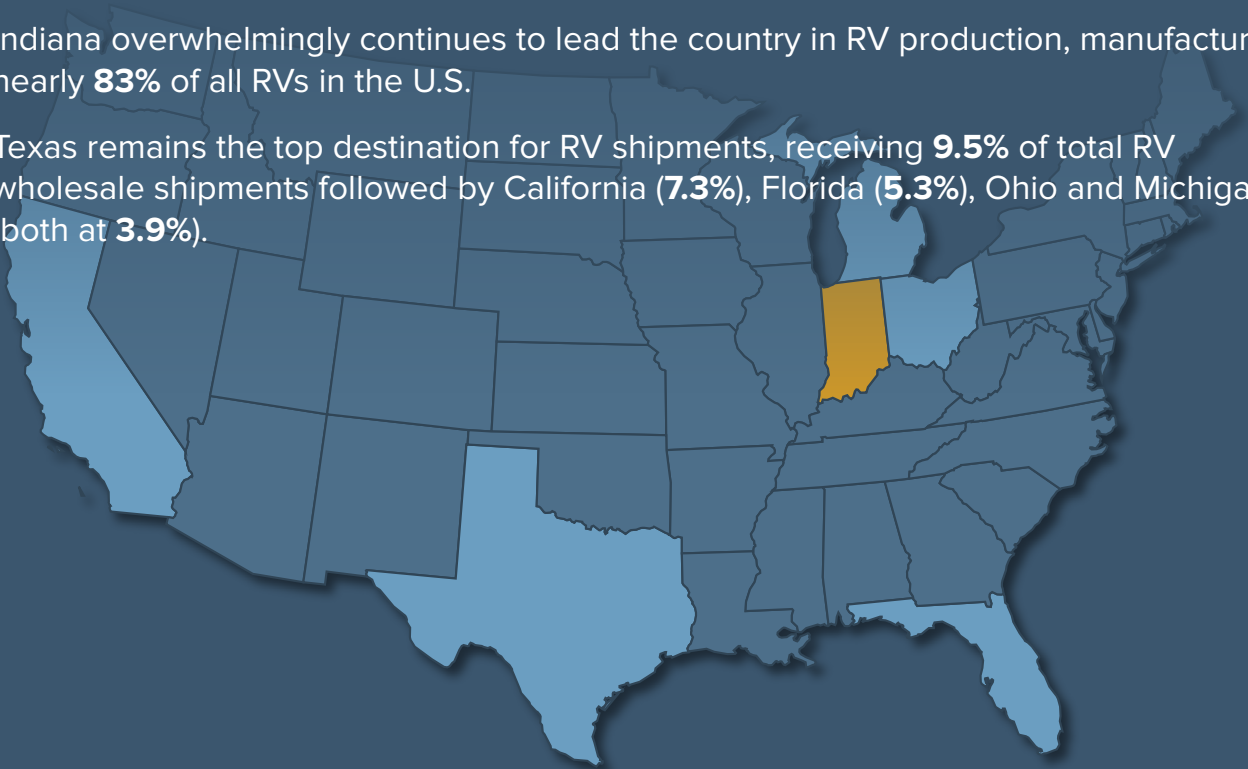 ndiana overwhelmingly continues to lead the country in RV production, manufactur
nearly 83% of all RVs in the U.S.
Texas remains the top destination for RV shipments, receiving 9.5% of total RV
wholesale shipments followed by California (7.3%), Florida (5.3%), Ohio and Michiga
both at 3.9%).